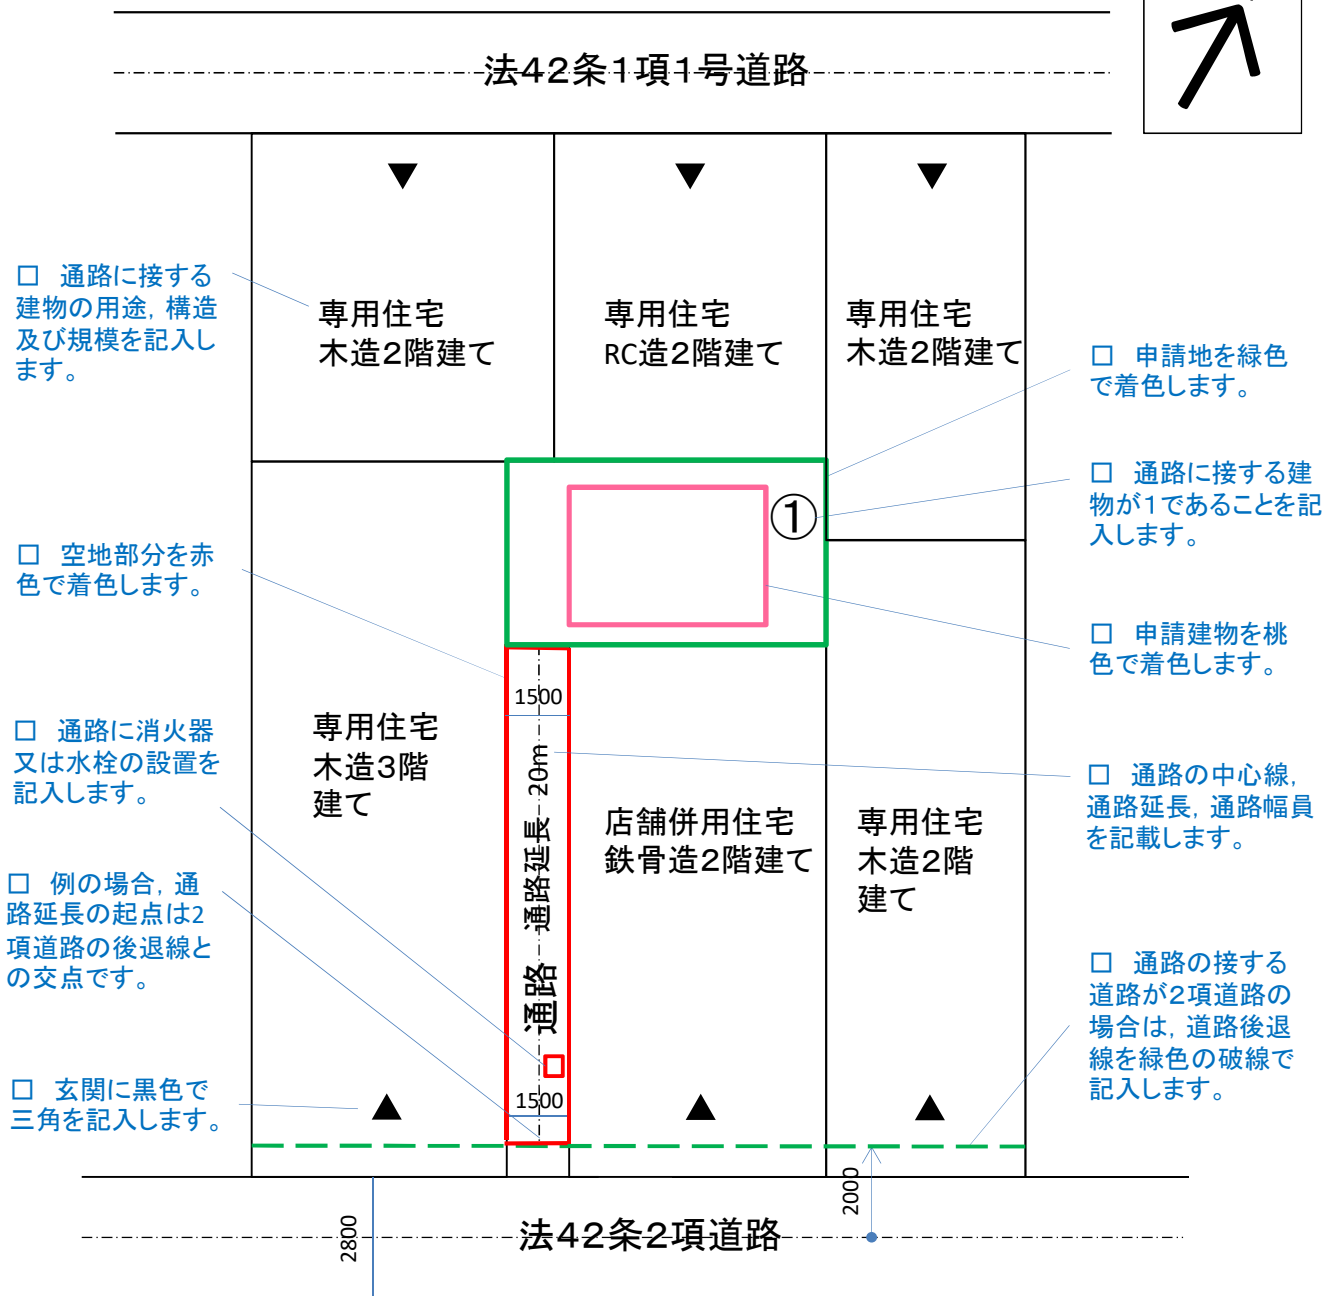 法42条1項1号道路
□ 通路に接する
建物の用途, 構造
及び規模を記入し
ます。
専用住宅
木造2階建て
専用住宅
RC造2階建て
専用住宅
木造2階建て
□ 申請地を緑色
で着色します。
□ 通路に接する建
物が1であることを記
入します。
①
□ 空地部分を赤
色で着色します。
□ 申請建物を桃
色で着色します。
1500
□ 通路に消火器
又は水栓の設置を
記入します。
専用住宅
木造3階
建て
通路 通路延長 20m
店舗併用住宅
鉄骨造2階建て
専用住宅
木造2階
建て
□ 通路の中心線,
通路延長, 通路幅員
を記載します。
□ 例の場合, 通
路延長の起点は2
項道路の後退線と
の交点です。
□ 通路の接する
道路が2項道路の
場合は, 道路後退
線を緑色の破線で
記入します。
□ 玄関に黒色で
三角を記入します。
1500
2000
2800
法42条2項道路